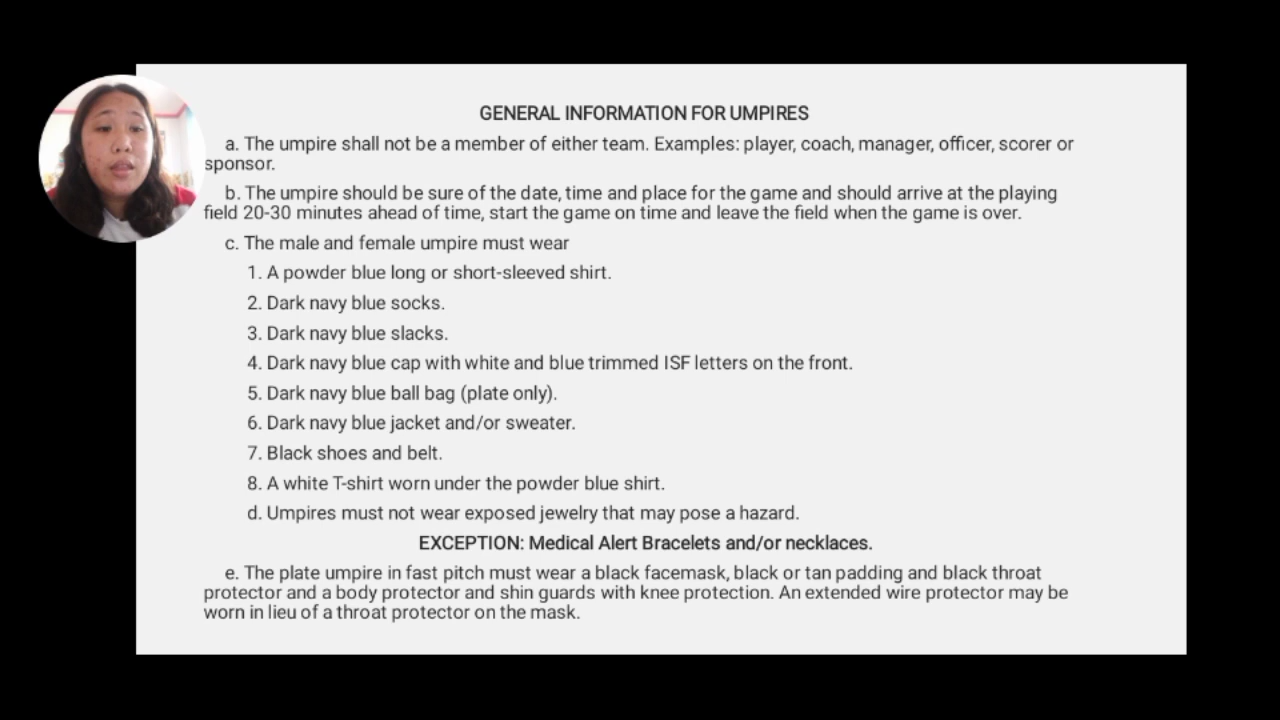 GENERAL INFORMATION FOR UMPIRES
a. The umpire shall not be a member of either team. Examples: player, coach, manager, officer, scorer or
sponsor.
b. The umpire should be sure of the date, time and place for the game and should arrive at the playing
field 20-30 minutes ahead of time, start the game on time and leave the field when the game is over.
c. The male and female umpire must wear
1. A powder blue long or short-sleeved shirt.
2. Dark navy blue socks.
3. Dark navy blue slacks.
4. Dark navy blue cap with white and blue trimmed ISF letters on the front.
5. Dark navy blue ball bag (plate only).
6. Dark navy blue jacket and/or sweater.
7. Black shoes and belt.
8. A white T-shirt worn under the powder blue shirt.
d. Umpires must not wear exposed jewelry that may pose a hazard.
EXCEPTION: Medical Alert Bracelets and/or necklaces.
e. The plate umpire in fast pitch must wear a black facemask, black or tan padding and black throat
protector and a body protector and shin guards with knee protection. An extended wire protector may be
worn in lieu of a throat protector on the mask.